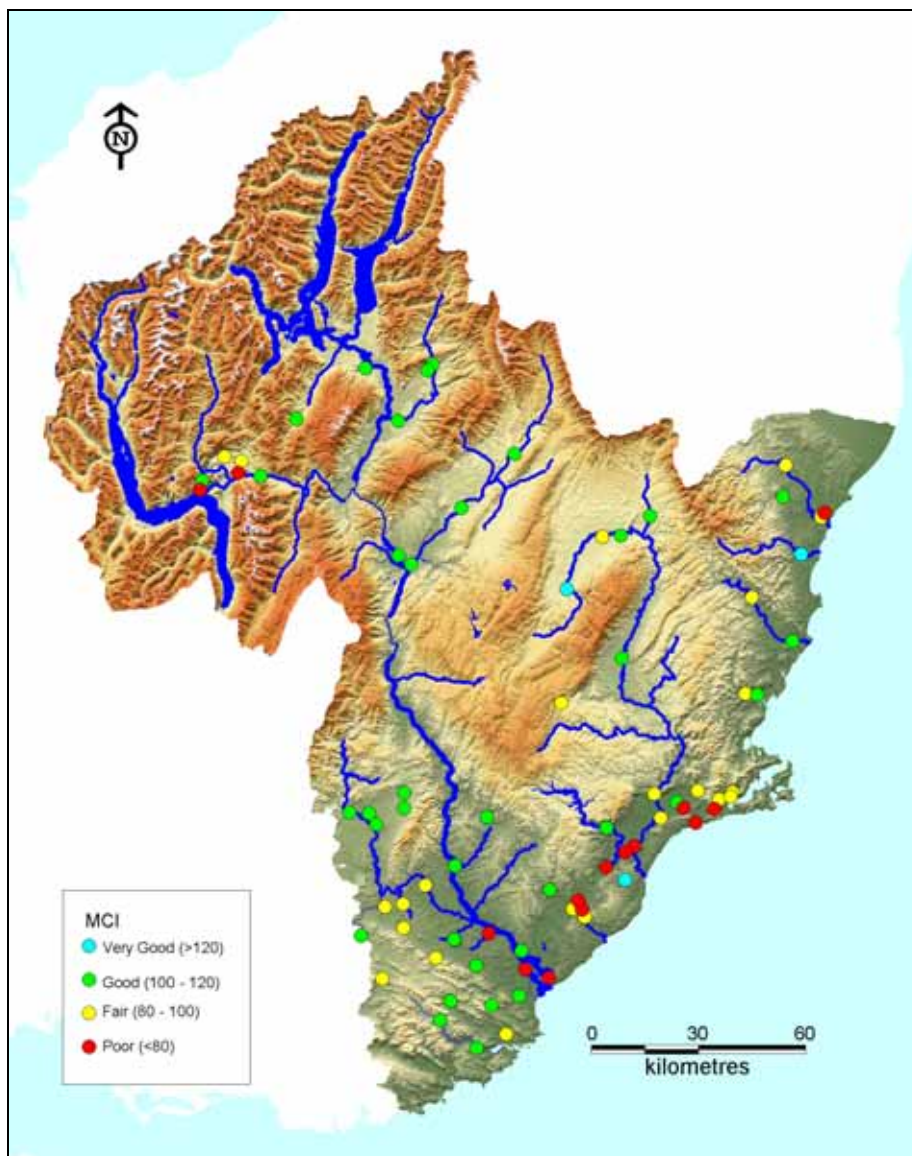 N
MCI
Very Good (>120)
Good (100 - 120)
Fair (80 - 100)
Poor (<80)
0 30 60
kilometres